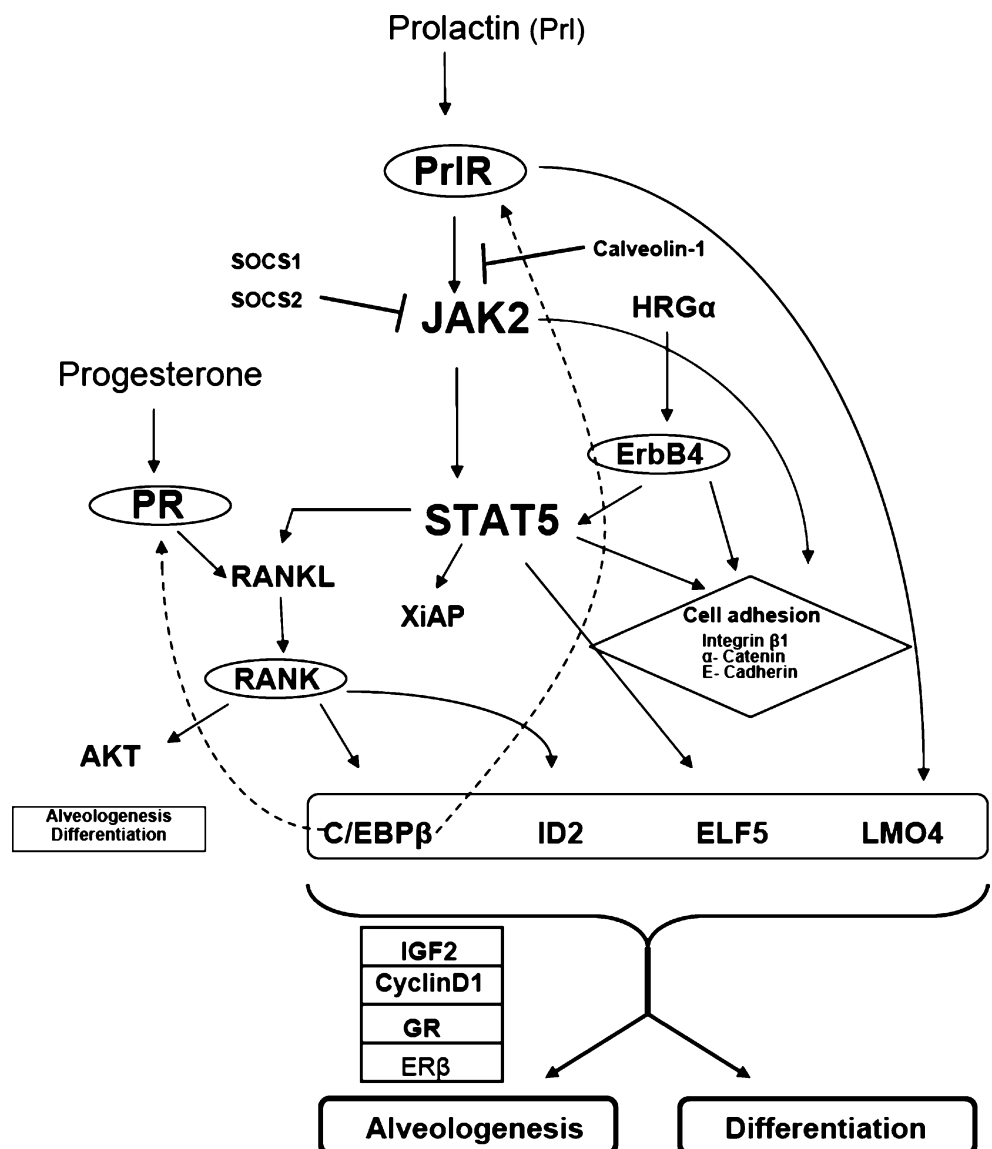 Prolactin (Prl)
PrlR
SOCS1
Calveolin-1
SOCS2
JAK2
HRGα
Progesterone
ErbB4
PR
STAT5
RANKL
XiAP
Cell adhesion
Integrin β1
α- Catenin
E- Cadherin
RANK
AKT
Alveologenesis
Differentiation
C/EBPβ ID2 ELF5 LMO4
IGF2
CyclinD1
GR
ERβ
Alveologenesis
Differentiation